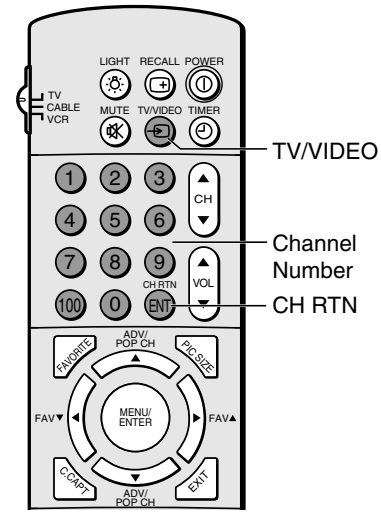 LIGHT RECALL POWER
TV
CABLE
VCR
MUTE TV/VIDEO TIMER
TV/VIDEO
1 2 3
CH
4 5 6
Channel
Number
7 8 9
VOL
CH RTN
100 0 ENT
CH RTN
FAVORITE
ADV/
POP CH
PIC SIZE
FAV▼
MENU/
ENTER
FAV▲
C.CAPT
ADV/
POP CH
EXIT